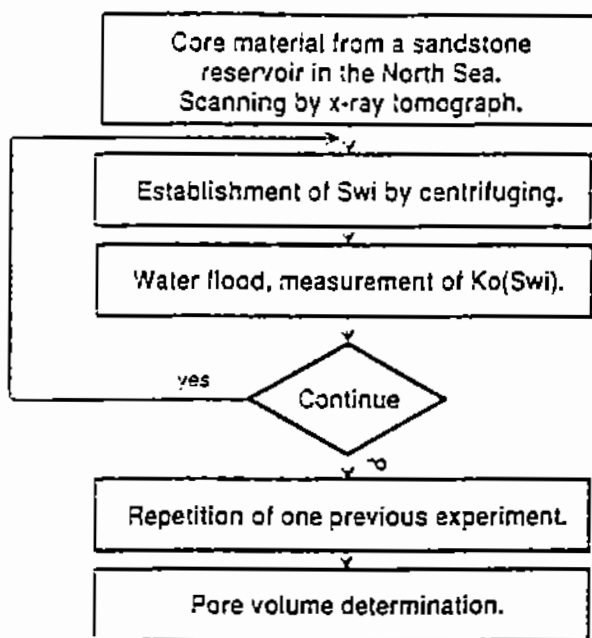 Core material from a sandstone
reservoir in the North Sea.
Scanning by x-ray tomograph.
Establishment of Swi by centrifuging.
Water flood, measurement of Ko(Swi).
yes
Continue
Repetition of one previous experiment.
Pore volume determination.